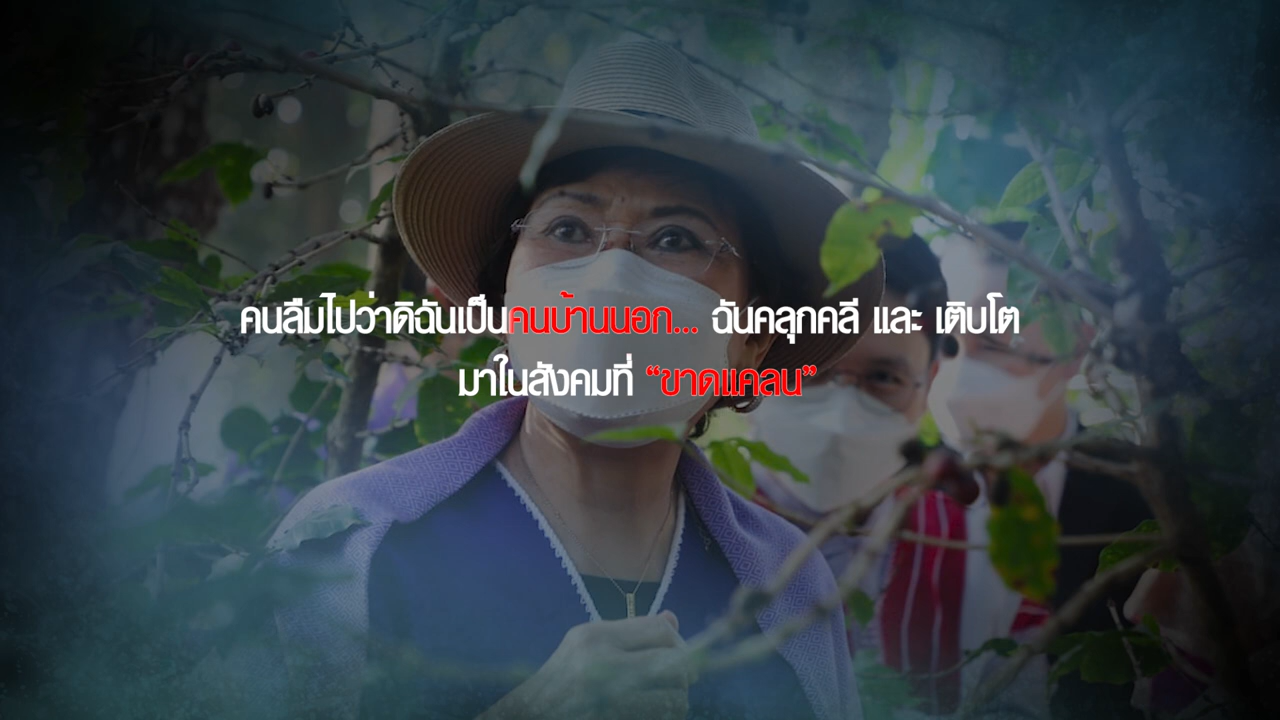 คนลืมไปว่าดิฉันเป็นคนบ้านนอก... ฉันคลุกคลี และ เติบโต
มาในสังคมที่ “ขาดแคลน”